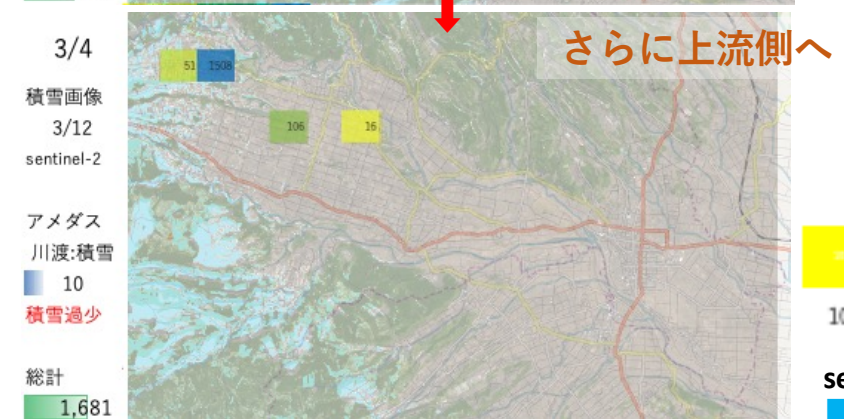 さらに上流側へ
3/4
積雪画像
3/12
sentinel-2
アメダス
川渡:積雪
10
積雪過少
総計
1,681
51
1508
106
16
10
se